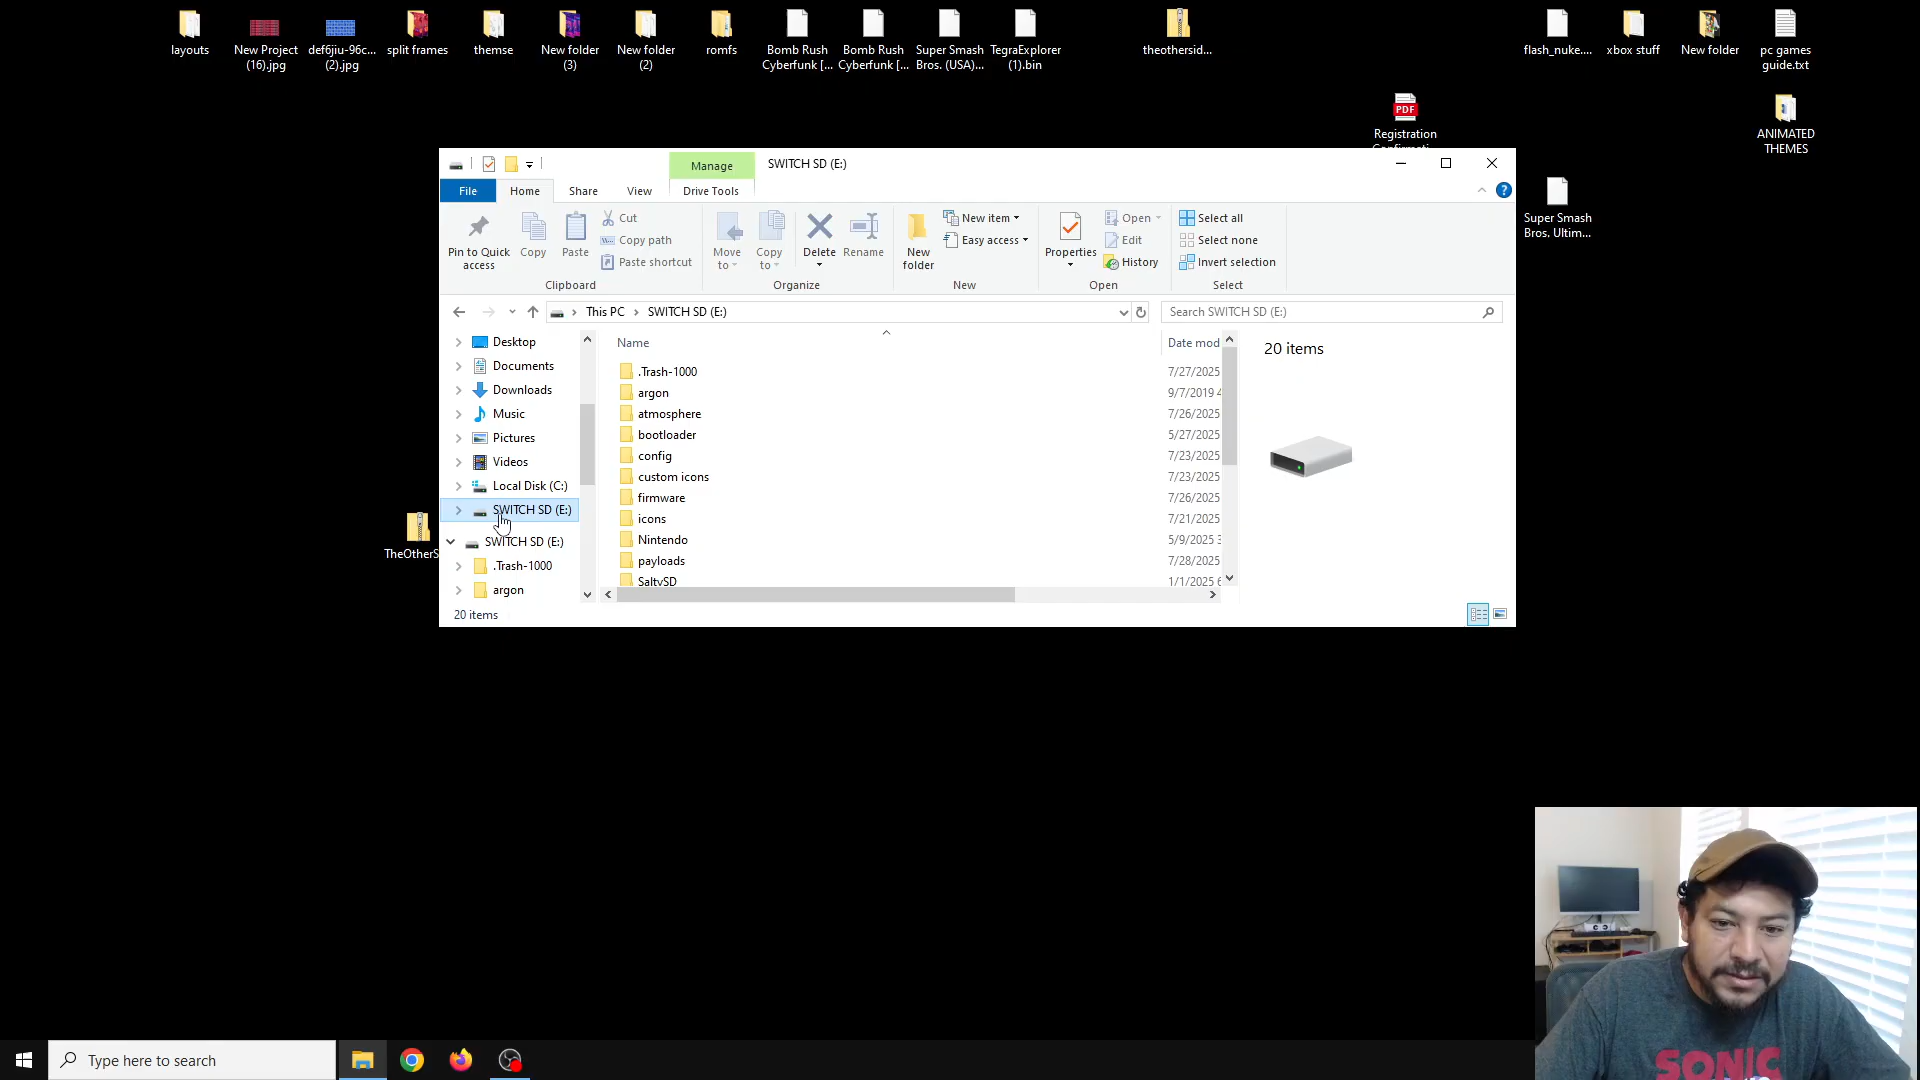 layouts
New Project
(16).jpg
def6jiu-96c...
(2).jpg
split frames
themse
New folder
(3)
New folder
(2)
romfs
Bomb Rush
Cyberfunk [...
Bomb Rush
Cyberfunk [...
Super Smash
Bros. (USA)...
TegraExplorer
(1).bin
theothersid...
flash_nuke....
xbox stuff
New folder
pc games
guide.txt
PDF
Registration
ANIMATED
THEMES
Super Smash
Bros. Ultim...
TheOtherS
Manage
SWITCH SD (E:)
File
Home
Share
View
Drive Tools
Pin to Quick
access
Copy
Paste
Cut
Copy path
Paste shortcut
Clipboard
Move
to
Copy
to
Delete
Rename
Organize
New
folder
New item
Easy access
New
Properties
Open
Edit
History
Open
Select all
Select none
Invert selection
Select
This PC
SWITCH SD (E:)
Search SWITCH SD (E:)
Desktop
Documents
Downloads
Music
Pictures
Videos
Local Disk (C:)
SWITCH SD (E:)
SWITCH SD (E:)
.Trash-1000
argon
Name
Date mod
.Trash-1000 7/27/2025
argon 9/7/2019 4
atmosphere 7/26/2025
bootloader 5/27/2025
config 7/23/2025
custom icons 7/23/2025
firmware 7/26/2025
icons 7/21/2025
Nintendo 5/9/2025 3
payloads 7/28/2025
SaltySD 1/1/2025 6
20 items
20 items
Type here to search
SONIC